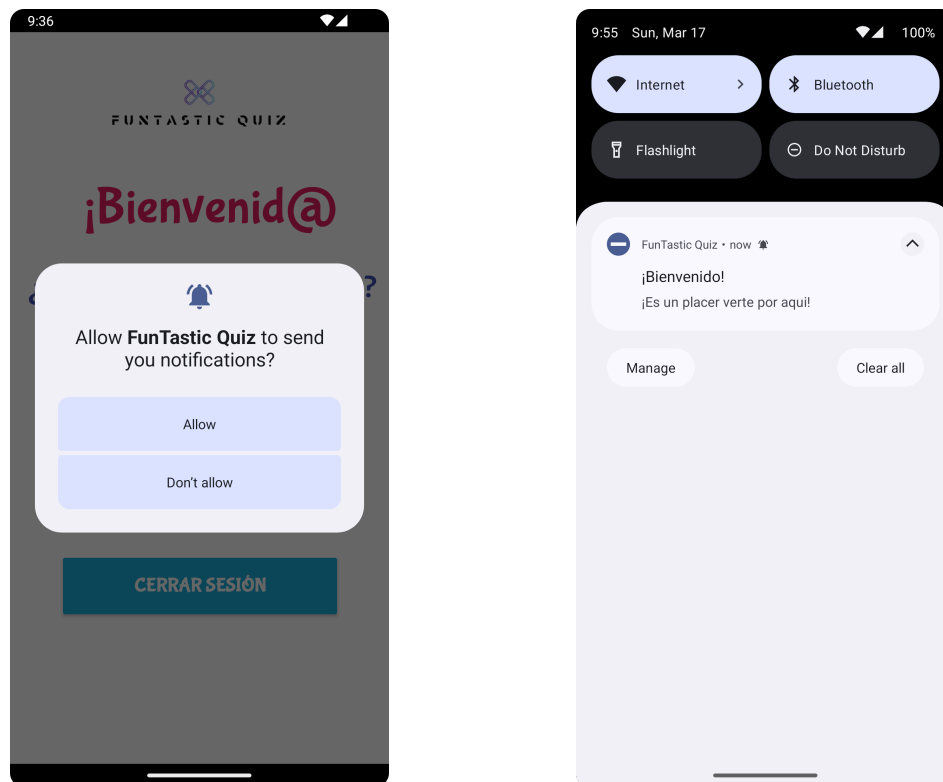 9:36
FUNTASTIC QUIZ
¡Bienvenid@
¿
?
Allow FunTastic Quiz to send
you notifications?
Allow
Don't allow
CERRAR SESIÓN
9:55 Sun, Mar 17 100%
Internet
Bluetooth
Flashlight
Do Not Disturb
FunTastic Quiz • now
¡Bienvenido!
¡Es un placer verte por aqui!
Manage
Clear all